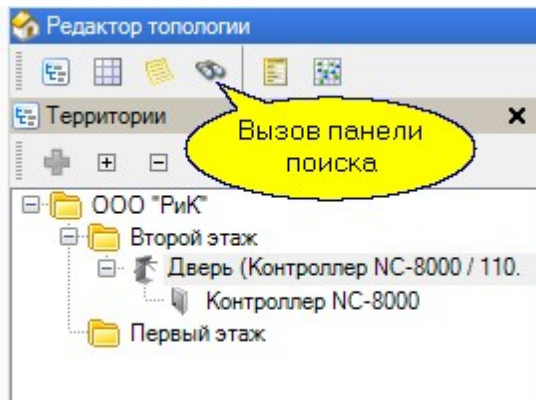 Редактор топологии
Территории
Вызов панели
поиска
ООО "РиК"
Второй этаж
Дверь (Контроллер NC-8000 / 110.
Контроллер NC-8000
Первый этаж